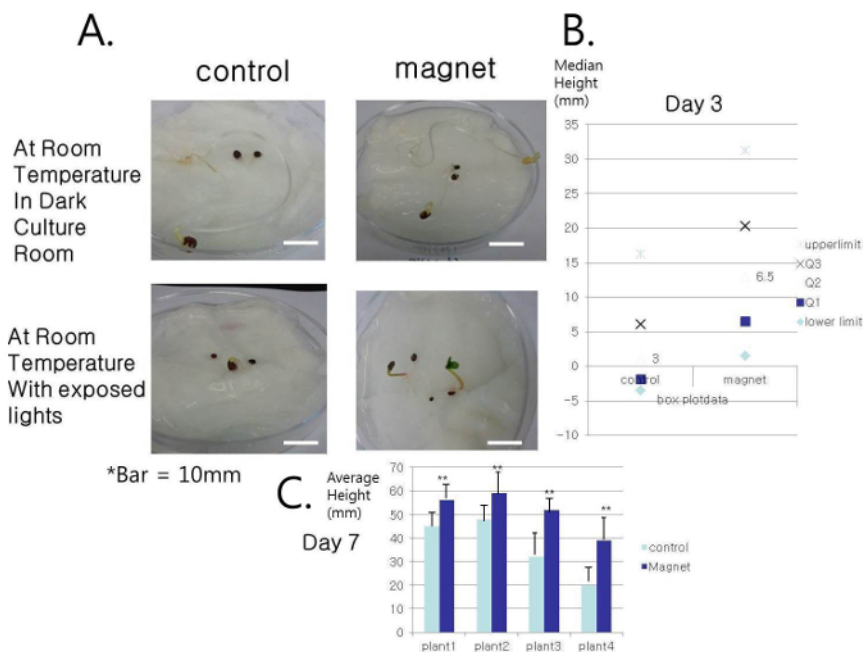 A.
control
magnet
At Room
Temperature
In Dark
Culture
Room
At Room
Temperature
With exposed
lights
*Bar = 10mm
B.
Median
Height
(mm)
Day 3
35
30
25
20
15
10
5
0
-5
-10
6.5
3
control
magnet
box plotdata
upperlimit
Q3
Q2
Q1
lower limit
C.
Average
Height
(mm)
Day 7
70
60
50
40
30
20
10
0
**
**
**
**
plant1
plant2
plant3
plant4
control
Magnet